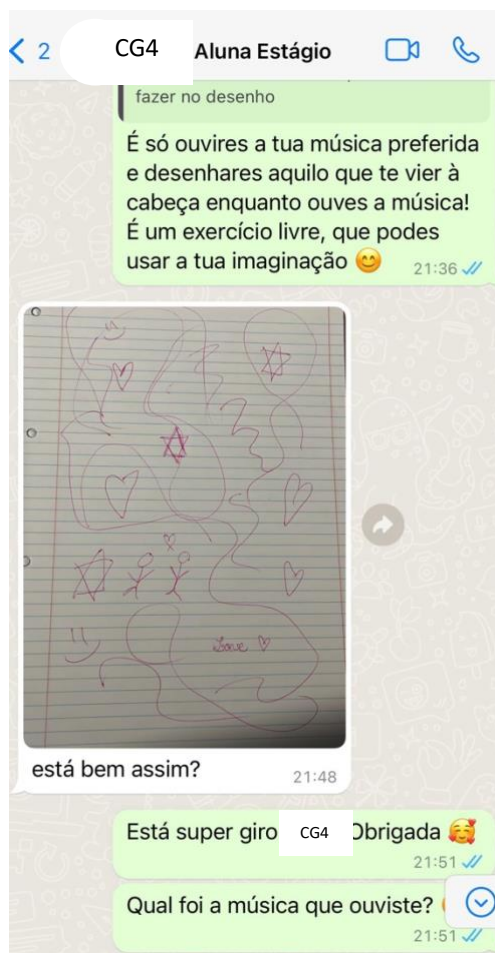 2
CG4
Aluna Estágio
fazer no desenho
É só ouvires a tua música preferida
e desenhares aquilo que te vier à
cabeça enquanto ouves a música!
É um exercício livre, que podes
usar a tua imaginação 😊
21:36
Love
está bem assim?
21:48
Está super giro CG4 Obrigada 🥰
21:51
Qual foi a música que ouviste?
21:51